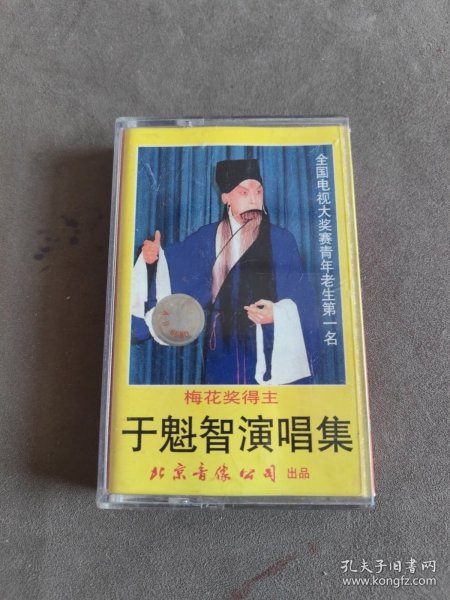 全国电视大奖赛青年老生第一名
梅花奖得主
于魁智演唱集
北京音像公司 出品
孔夫子旧书网
www.kongfz.com